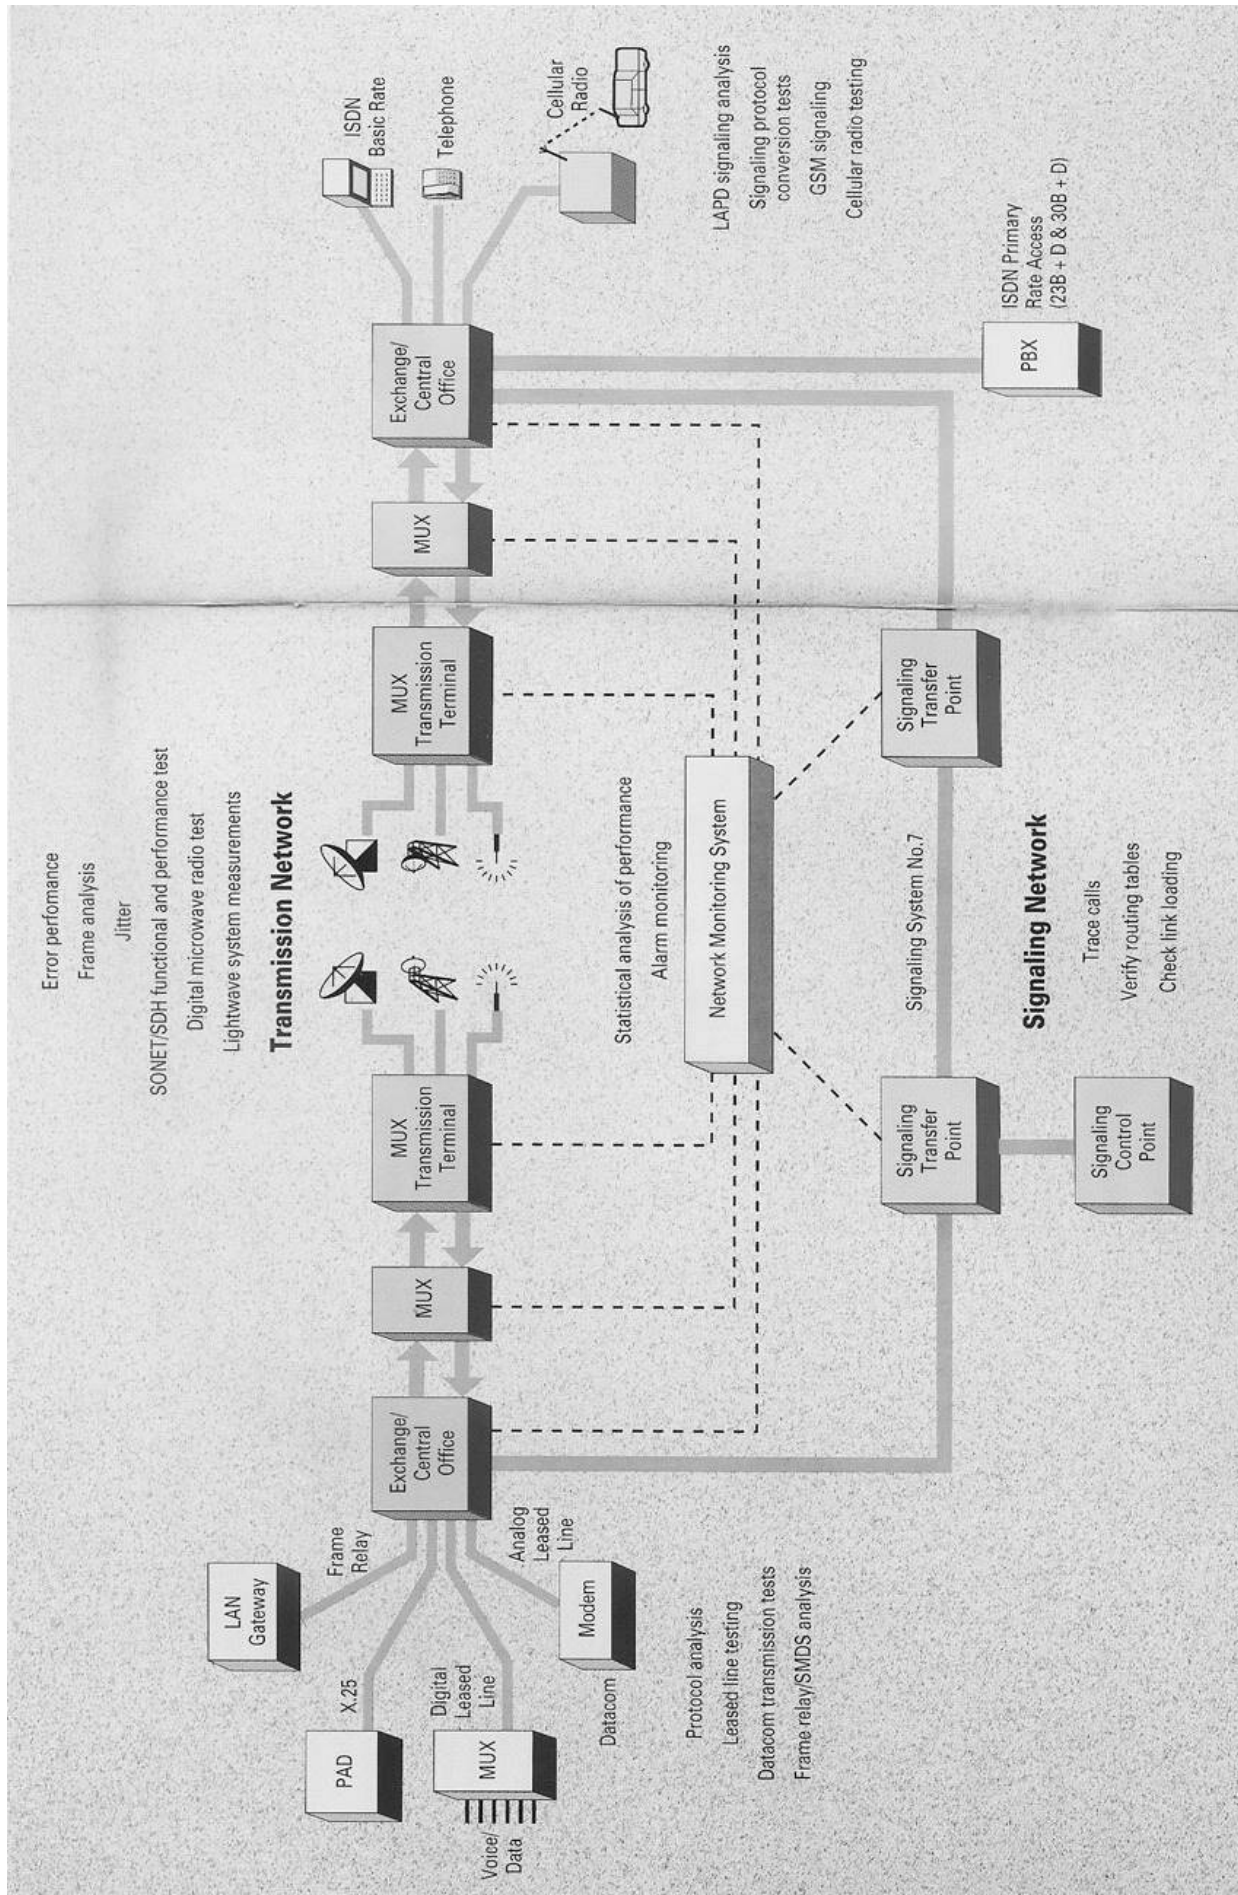 Error perfomance
Frame analysis
Jitter
SONET/SDH functional and performance test
Digital microwave radio test
Lightwave system measurements
Transmission Network
LAN
Gateway
Frame
Relay
PAD
X.25
Voice/
Data
MUX
Digital
Leased
Line
Modem
Analog
Leased
Line
Datacom
Exchange/
Central
Office
MUX
MUX
Transmission
Terminal
MUX
Transmission
Terminal
MUX
Exchange/
Central
Office
ISDN
Basic Rate
Telephone
Cellular
Radio
Protocol analysis
Leased line testing
Datacom transmission tests
Frame relay/SMDS analysis
Statistical analysis of performance
Alarm monitoring
Network Monitoring System
LAPD signaling analysis
Signaling protocol
conversion tests
GSM signaling
Cellular radio testing
Signaling
Transfer
Point
Signaling System No.7
Signaling
Transfer
Point
PBX
ISDN Primary
Rate Access
(23B + D & 30B + D)
Signaling
Control
Point
Signaling Network
Trace calls
Verify routing tables
Check link loading